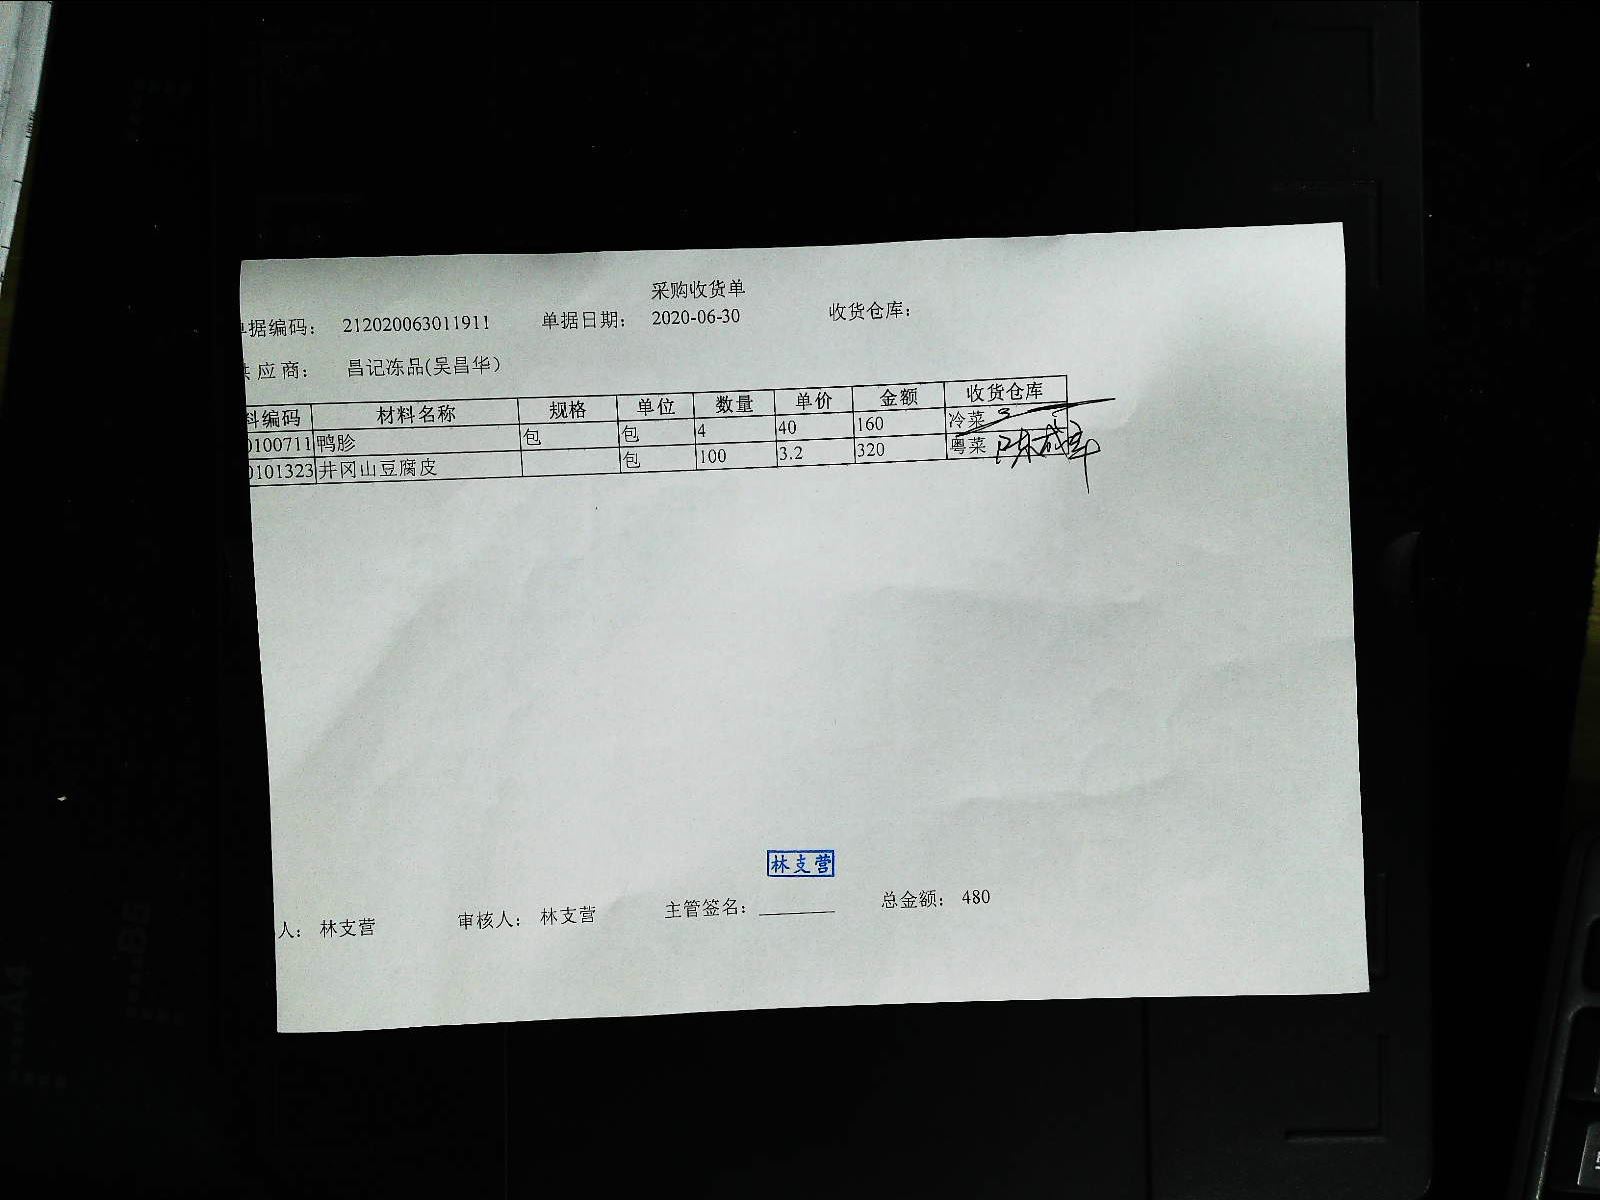 采购收货单
单据编码： 212020063011911 单据日期： 2020-06-30 收货仓库：
供应商： 昌记冻品(吴昌华）
料编码 材料名称 规格 单位 数量 单价 金额 收货仓库
0100711 鸭胗 包 包 4 40 160 冷菜
0101323 井冈山豆腐皮 包 100 3.2 320 粤菜
林支营
人： 林支营 审核人： 林支营 主管签名： 总金额： 480